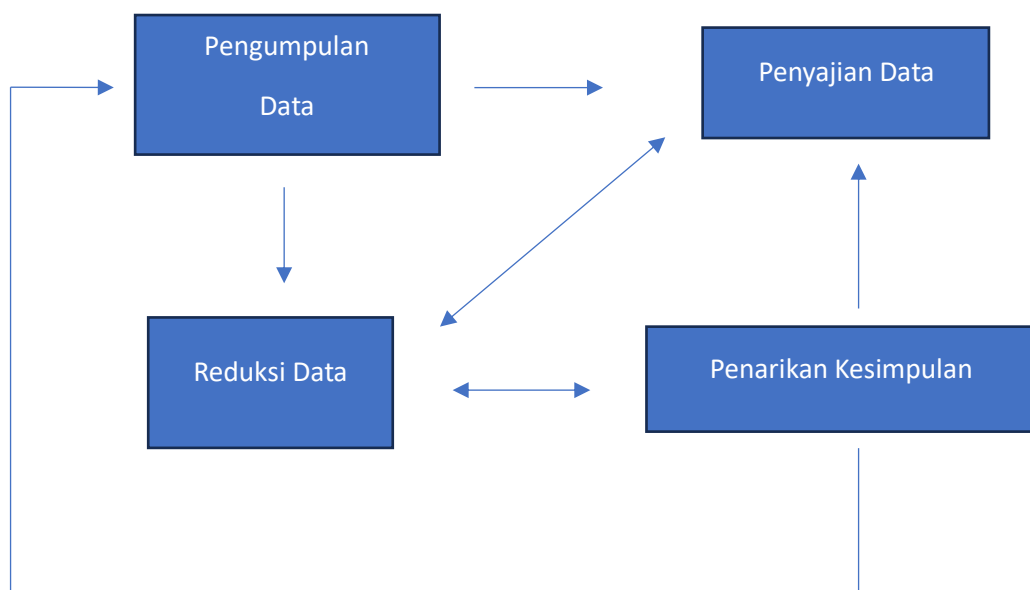 Pengumpulan
Data
Penyajian Data
Reduksi Data
Penarikan Kesimpulan